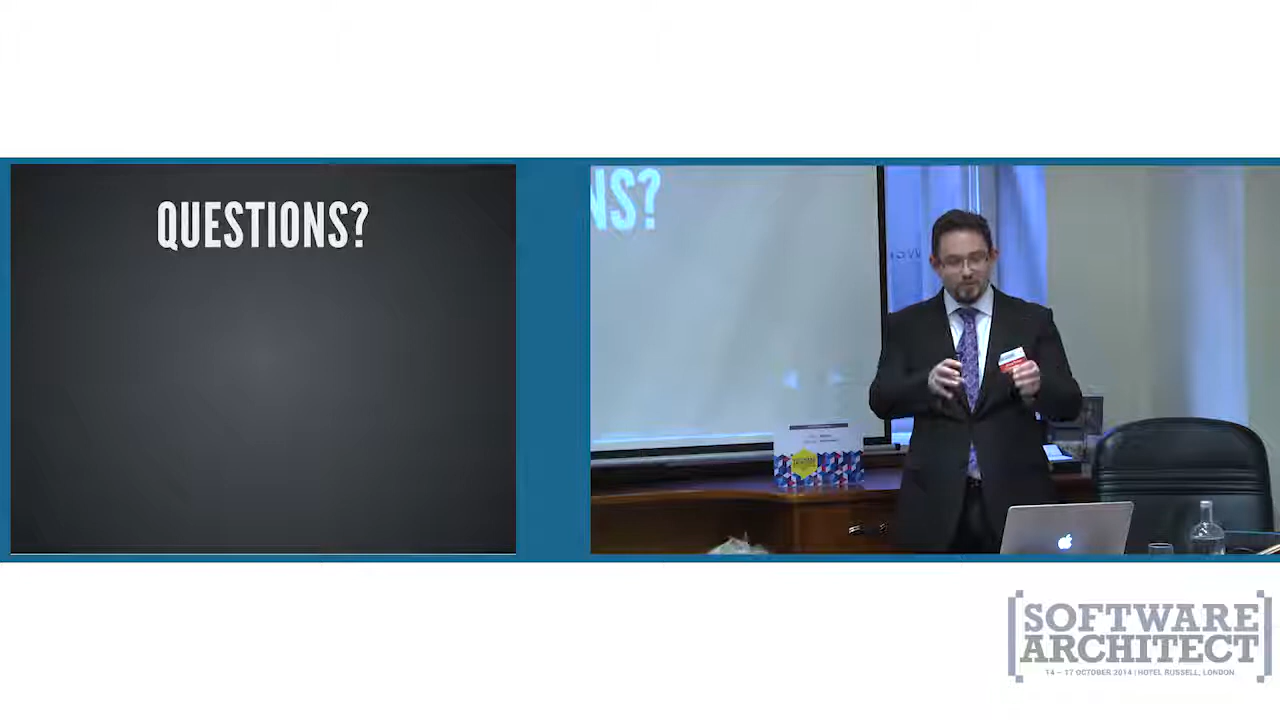 QUESTIONS?
NS?
SOFTWARE
ARCHITECT
14 – 17 OCTOBER 2014 | HOTEL RUSSELL, LONDON